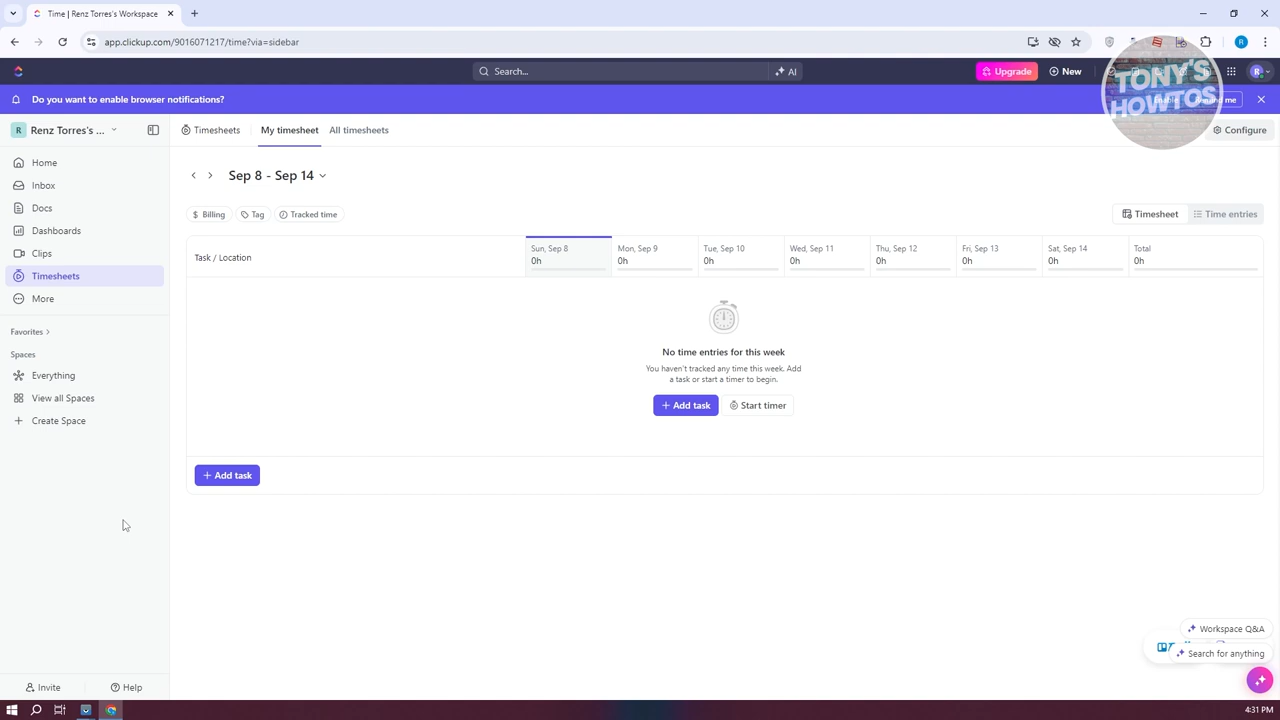 Time | Renz Torres's Workspace
app.clickup.com/9016071217/time?via=sidebar
R
Search...
AI
Upgrade
New
R
Do you want to enable browser notifications?
TONY'S
HOWTOS
R Renz Torres's ...
Home
Inbox
Docs
Dashboards
Clips
Timesheets
More
Favorites
Spaces
Everything
View all Spaces
Create Space
Invite
Help
Timesheets
My timesheet
All timesheets
Configure
Sep 8 - Sep 14
$ Billing
Tag
Tracked time
Timesheet
Time entries
Task / Location
Sun, Sep 8
Mon, Sep 9
Tue, Sep 10
Wed, Sep 11
Thu, Sep 12
Fri, Sep 13
Sat, Sep 14
Total
0h
0h
0h
0h
0h
0h
0h
0h
No time entries for this week
You haven't tracked any time this week. Add
a task or start a timer to begin.
+ Add task
Start timer
+ Add task
Workspace Q&A
Search for anything
4:31 PM